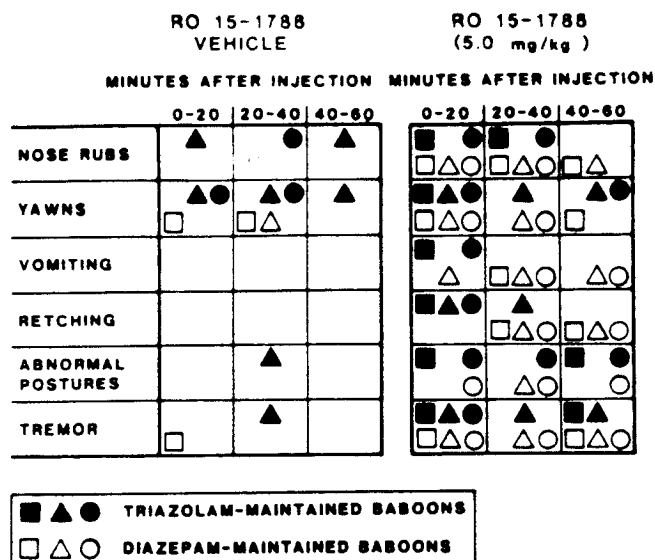 RO 15-1788 RO 15-1788
VEHICLE (5.0 mg/kg )
MINUTES AFTER INJECTION MINUTES AFTER INJECTION
0-20 20-40 40-60 0-20 20-40 40-60
NOSE RUBS
YAWNS
VOMITING
RETCHING
ABNORMAL
POSTURES
TREMOR
TRIAZOLAM-MAINTAINED BABOONS
DIAZEPAM-MAINTAINED BABOONS